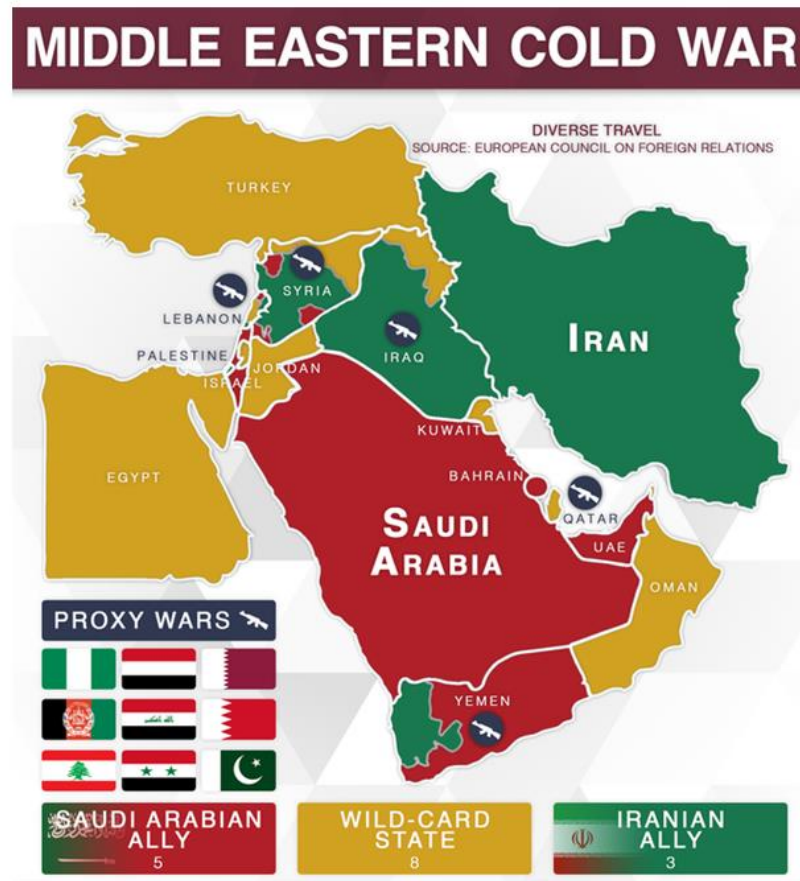 MIDDLE EASTERN COLD WAR
DIVERSE TRAVEL
SOURCE: EUROPEAN COUNCIL ON FOREIGN RELATIONS
TURKEY
SYRIA
LEBANON
IRAQ
IRAN
PALESTINE
JORDAN
ISRAEL
KUWAIT
EGYPT
BAHRAIN
QATAR
SAUDI
ARABIA
UAE
OMAN
PROXY WARS
YEMEN
SAUDI ARABIAN
ALLY
5
WILD-CARD
STATE
8
IRANIAN
ALLY
3